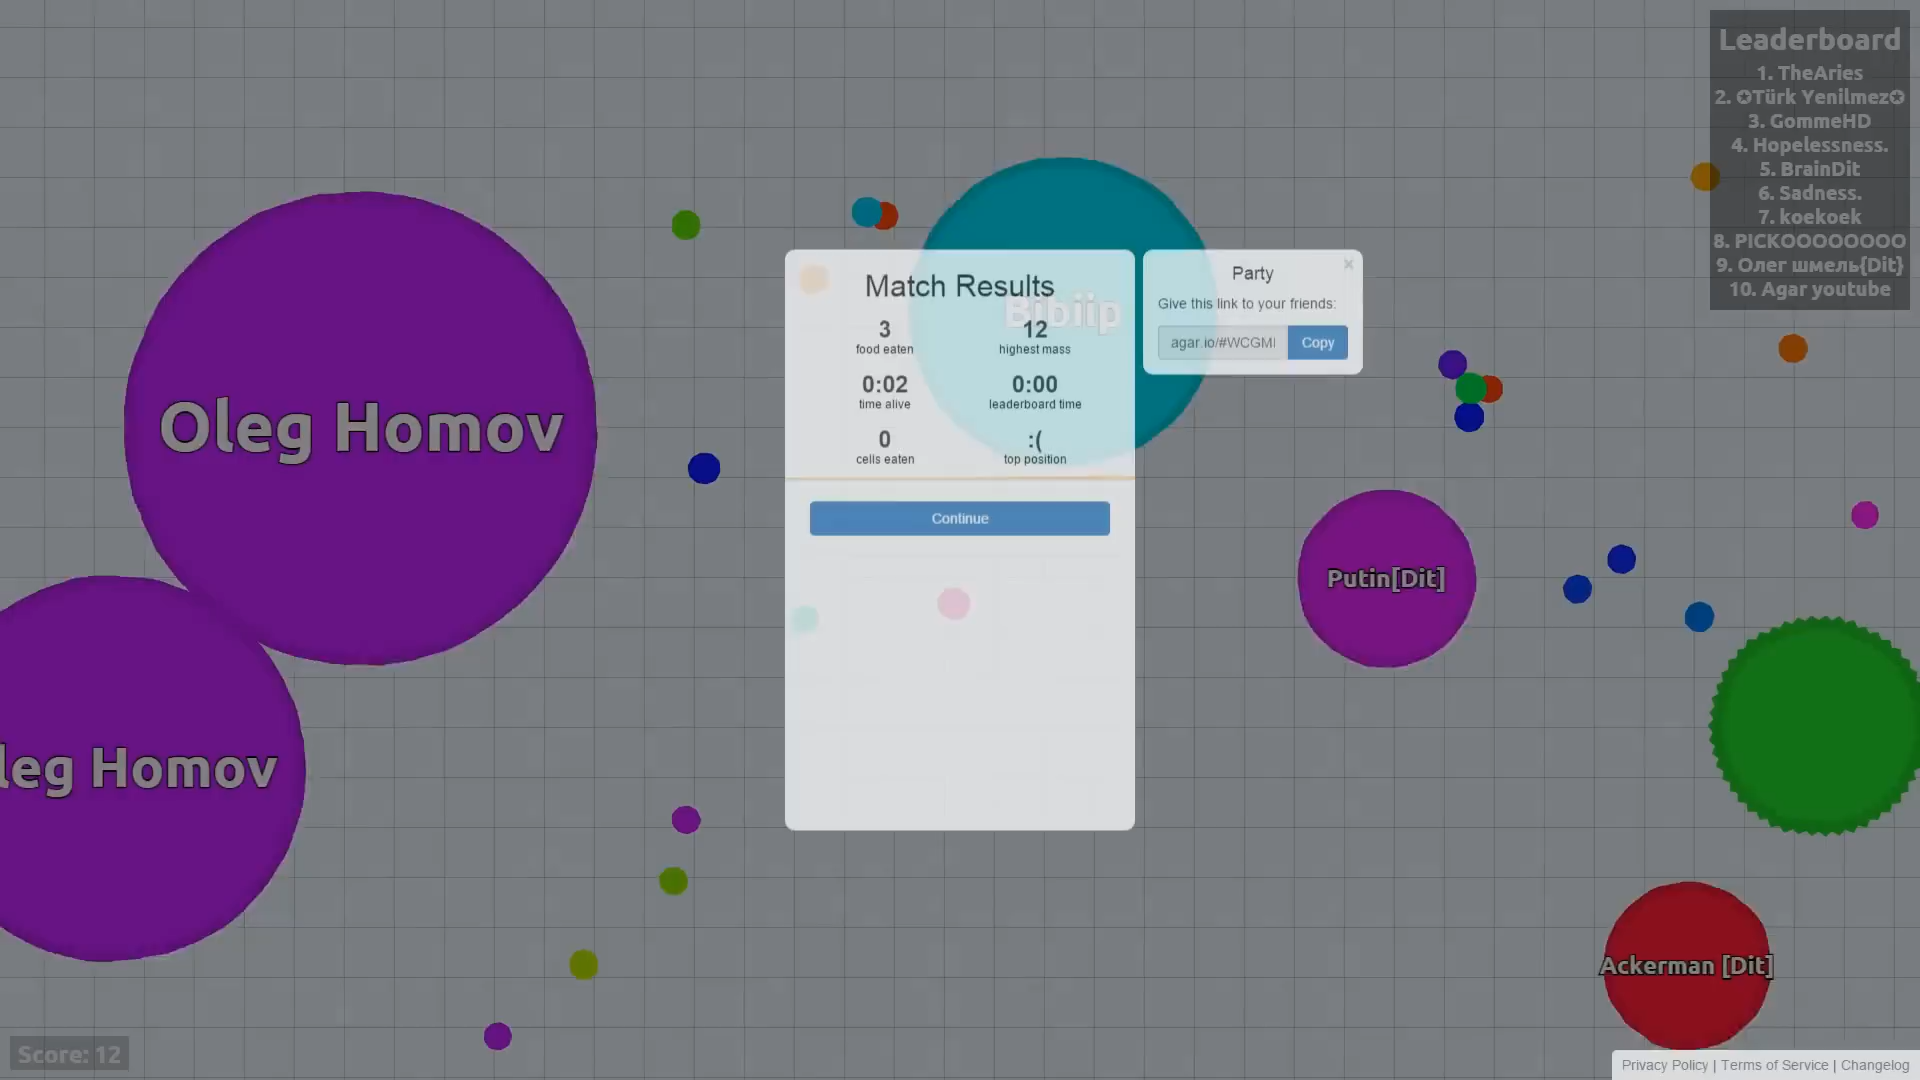 Leaderboard
1. TheAries
2. ✪Türk Yenilmez✪
3. GommeHD
4. Hopelessness.
5. BrainDit
6. Sadness.
7. koekoek
8. PICKOOOOOOOO
9. Олег шмель{Dit}
10. Agar youtube
Oleg Homov
leg Homov
Bibiip
Match Results
3
food eaten
12
highest mass
0:02
time alive
0:00
leaderboard time
0
cells eaten
:(
top position
Continue
Party
×
Give this link to your friends:
agar.io/#WCGM
Copy
Putin[Dit]
Ackerman [Dit]
Score: 12
Privacy Policy | Terms of Service | Changelog